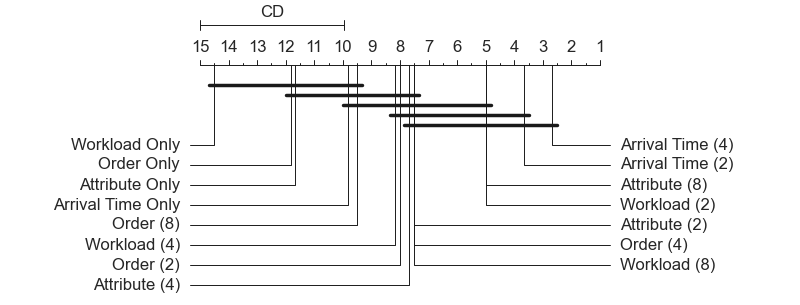 CD
15 14 13 12 11 10 9 8 7 6 5 4 3 2 1
Workload Only
Order Only
Attribute Only
Arrival Time Only
Order (8)
Workload (4)
Order (2)
Attribute (4)
Arrival Time (4)
Arrival Time (2)
Attribute (8)
Workload (2)
Attribute (2)
Order (4)
Workload (8)